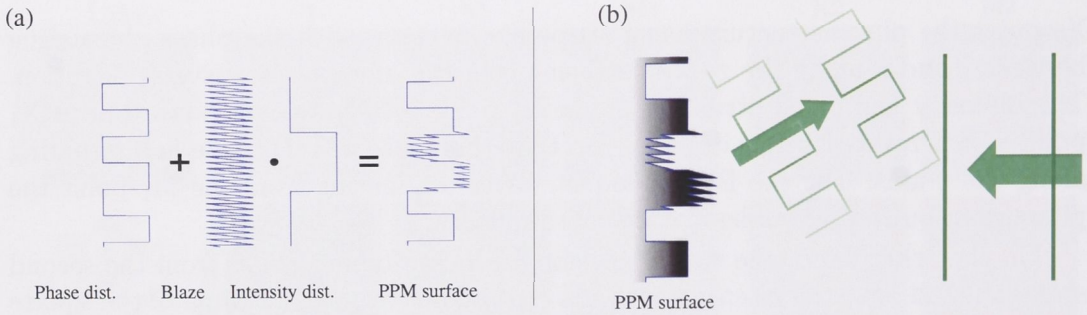 (a)
(b)
+ • =
Phase dist. Blaze Intensity dist. PPM surface
PPM surface